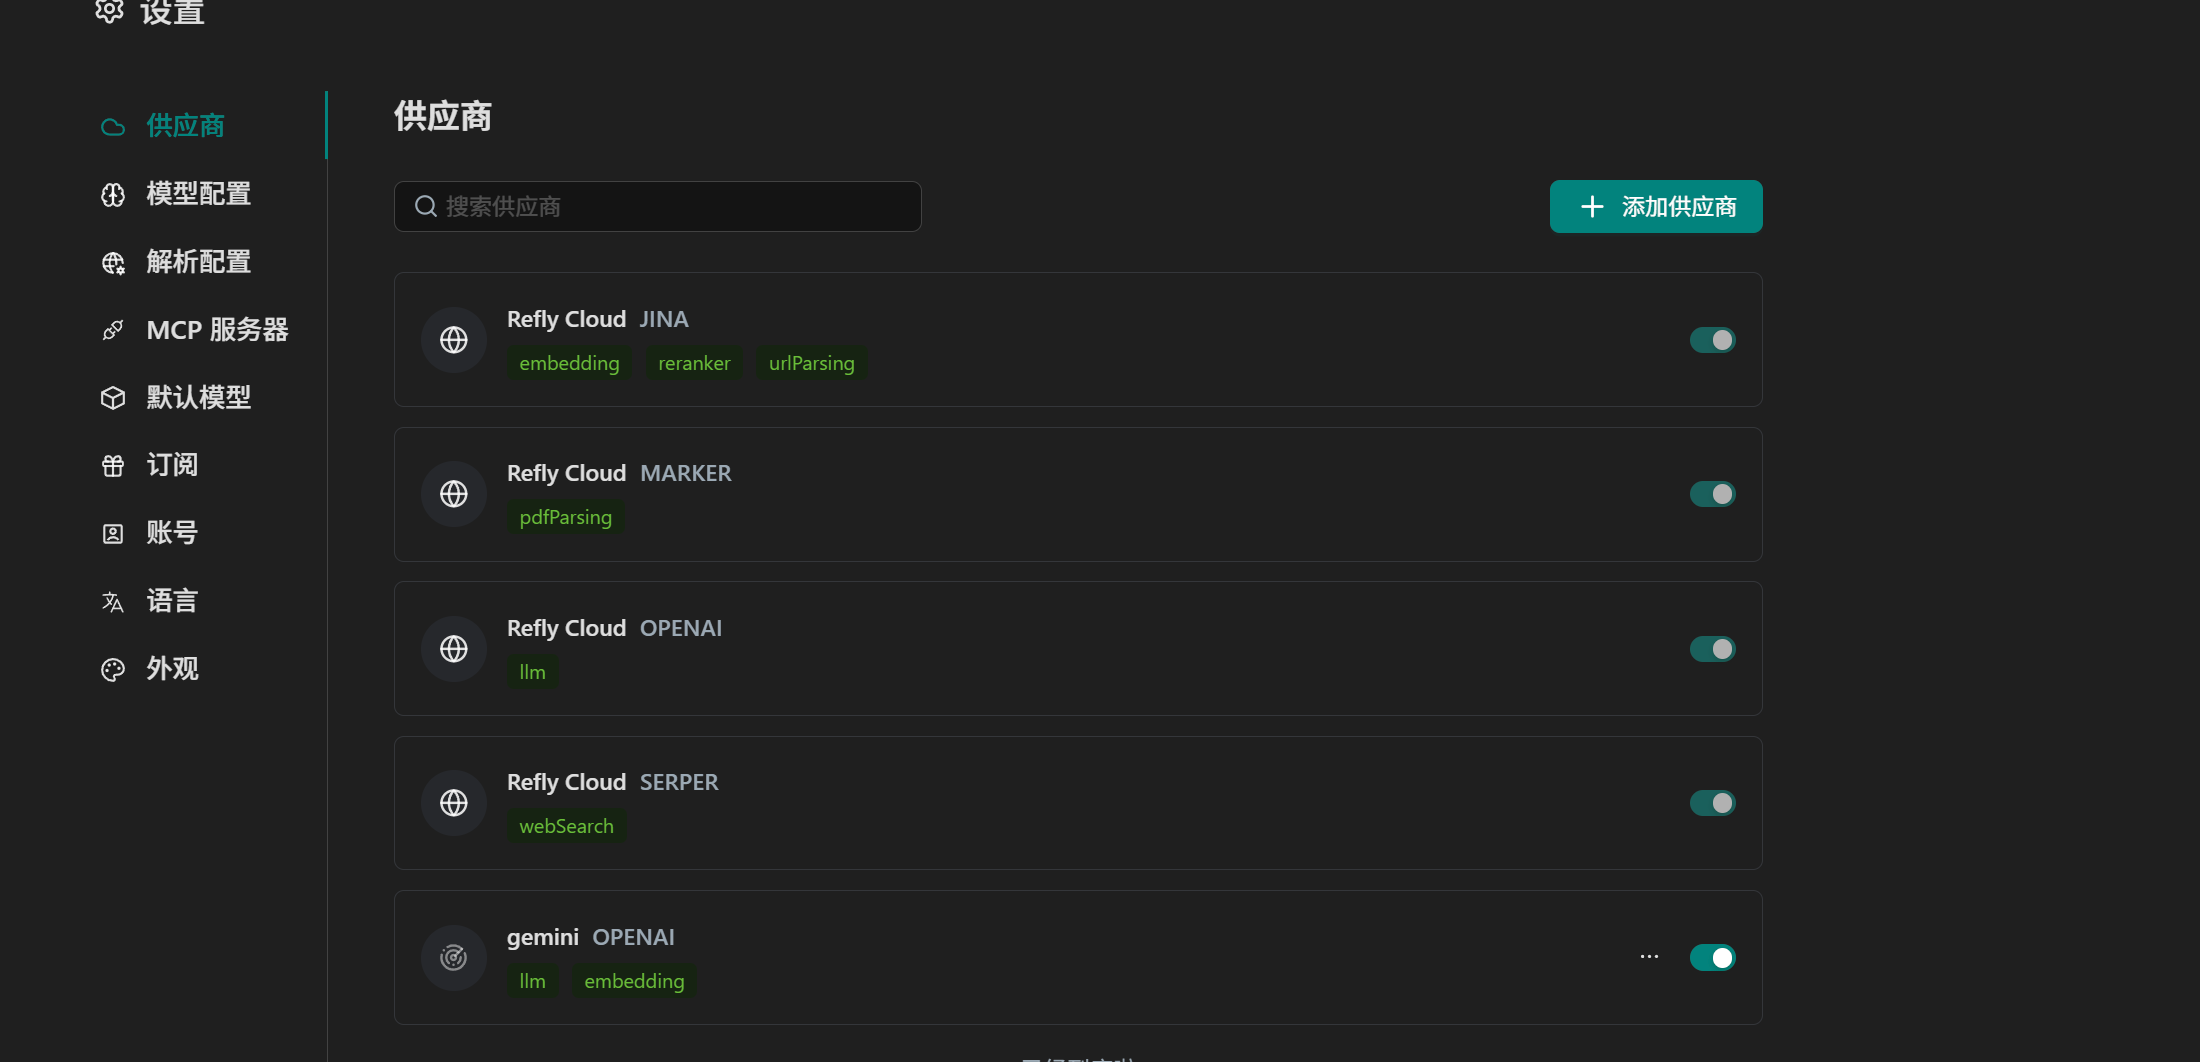 设置
供应商
模型配置
解析配置
MCP 服务器
默认模型
订阅
账号
语言
外观
供应商
搜索供应商
添加供应商
Refly Cloud JINA
embedding reranker urlParsing
Refly Cloud MARKER
pdfParsing
Refly Cloud OPENAI
llm
Refly Cloud SERPER
webSearch
gemini OPENAI
llm embedding